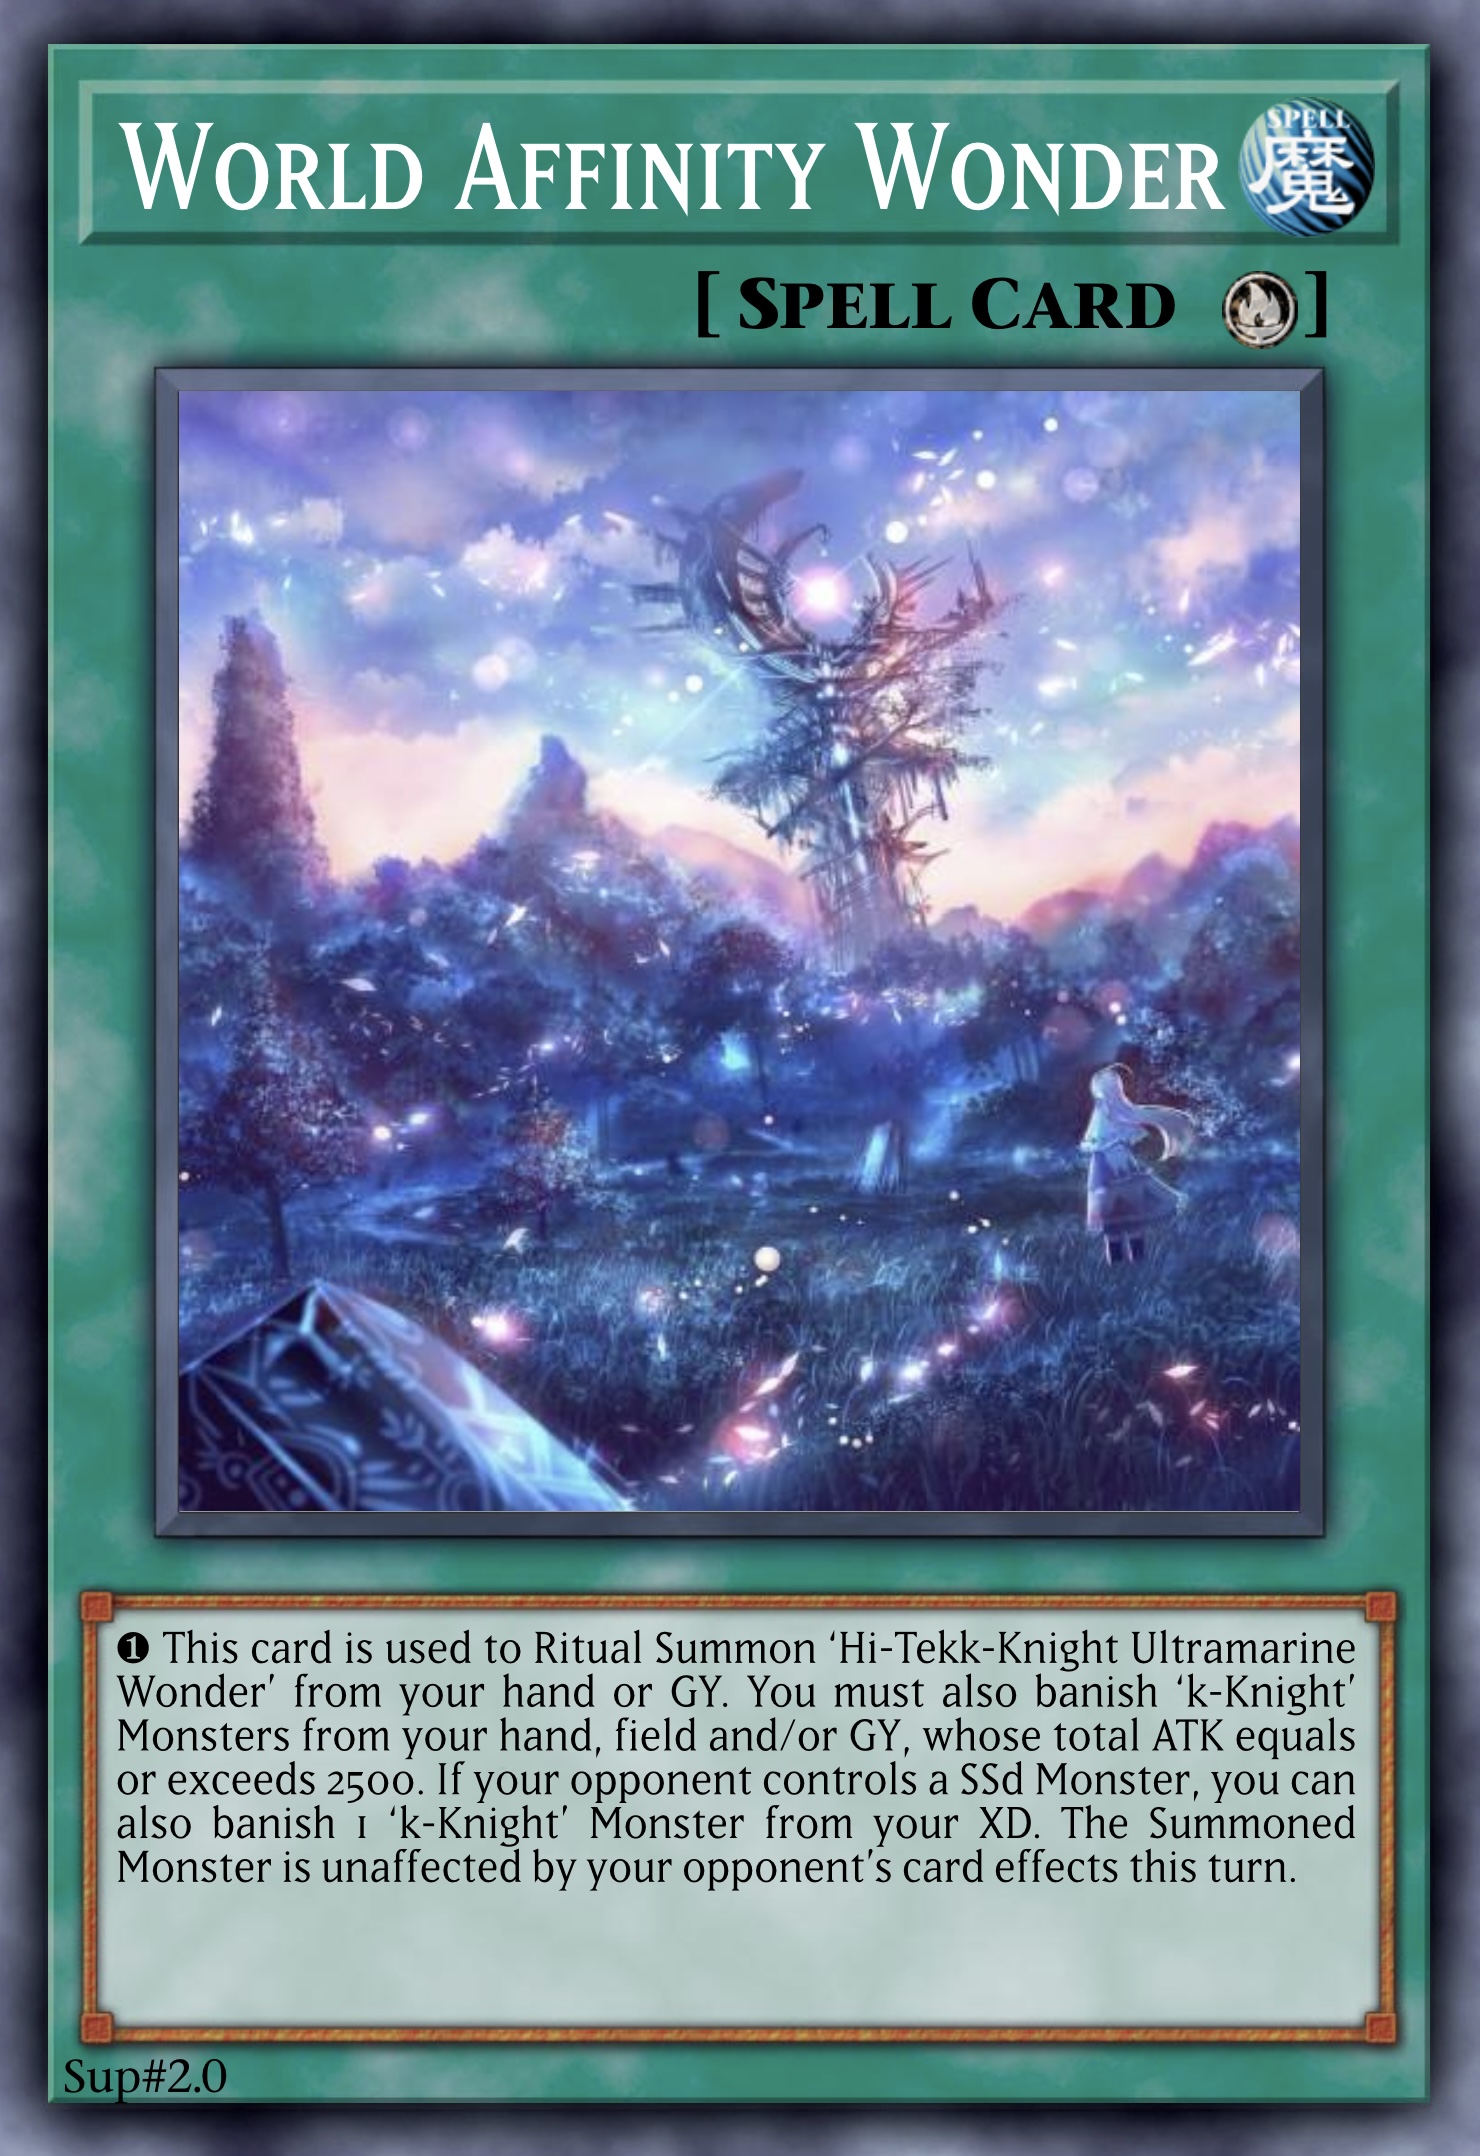 World Affinity Wonder
SPELL
魔
[ Spell Card ]
❶ This card is used to Ritual Summon ‘Hi-Tekk-Knight Ultramarine
Wonder’ from your hand or GY. You must also banish ‘k-Knight’
Monsters from your hand, field and/or GY, whose total ATK equals
or exceeds 2500. If your opponent controls a SSd Monster, you can
also banish 1 ‘k-Knight’ Monster from your XD. The Summoned
Monster is unaffected by your opponent’s card effects this turn.
Sup#2.0